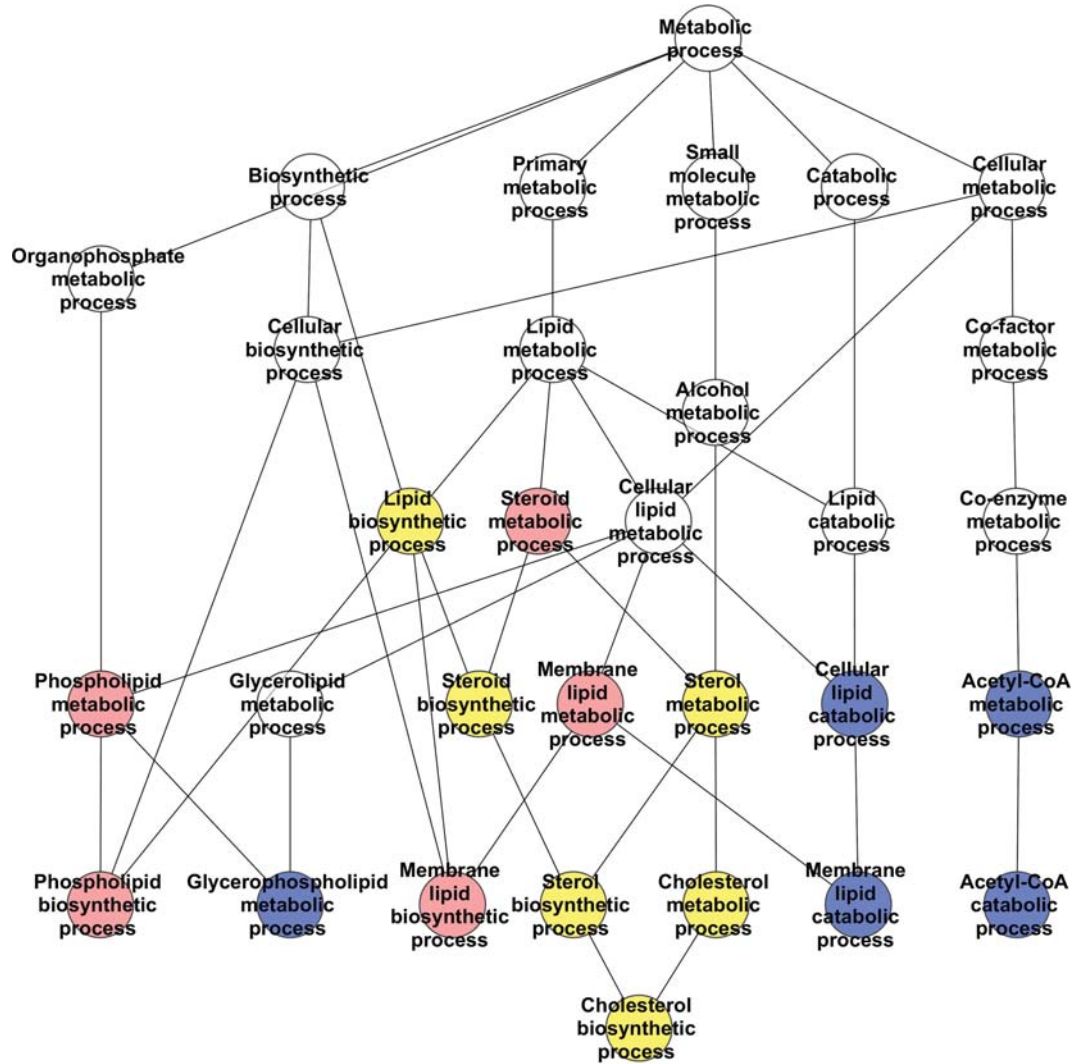 Metabolic
process
Biosynthetic
process
Primary
metabolic
process
Small
molecule
metabolic
process
Catabolic
process
Cellular
metabolic
process
Organophosphate
metabolic
process
Cellular
biosynthetic
process
Lipid
metabolic
process
Co-factor
metabolic
process
Alcohol
metabolic
process
Lipid
biosynthetic
process
Steroid
metabolic
process
Cellular
lipid
metabolic
process
Lipid
catabolic
process
Co-enzyme
metabolic
process
Phospholipid
metabolic
process
Glycerolipid
metabolic
process
Steroid
biosynthetic
process
Membrane
lipid
metabolic
process
Sterol
metabolic
process
Cellular
lipid
catabolic
process
Acetyl-CoA
metabolic
process
Phospholipid
biosynthetic
process
Glycerophospholipid
metabolic
process
Membrane
lipid
biosynthetic
process
Sterol
biosynthetic
process
Cholesterol
metabolic
process
Membrane
lipid
catabolic
process
Acetyl-CoA
catabolic
process
Cholesterol
biosynthetic
process